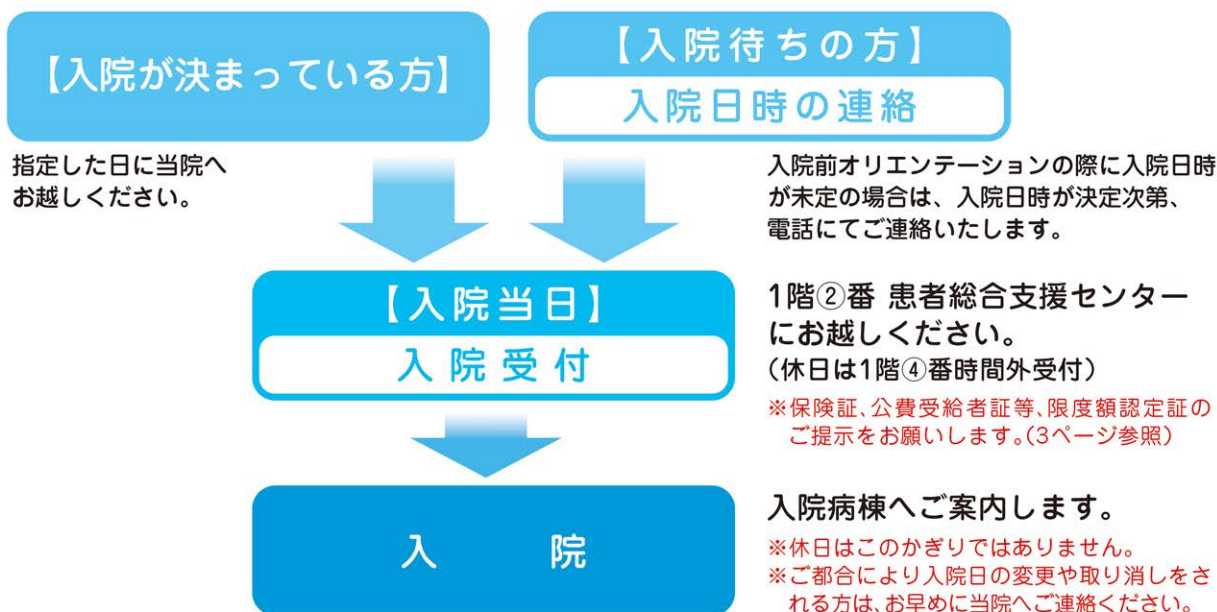 【入院が決まっている方】
【入院待ちの方】
入院日時の連絡
指定した日に当院へ
お越しください。
入院前オリエンテーションの際に入院日時
が未定の場合は、入院日時が決定次第、
電話にてご連絡いたします。
【入院当日】
入院受付
1階②番 患者総合支援センター
にお越しください。
(休日は1階④番時間外受付)
※保険証、公費受給者証等、限度額認定証の
ご提示をお願いします。(3ページ参照)
入院
入院病棟へご案内します。
※休日はこのかぎりではありません。
※ご都合により入院日の変更や取り消しをさ
れる方は、お早めに当院へご連絡ください。